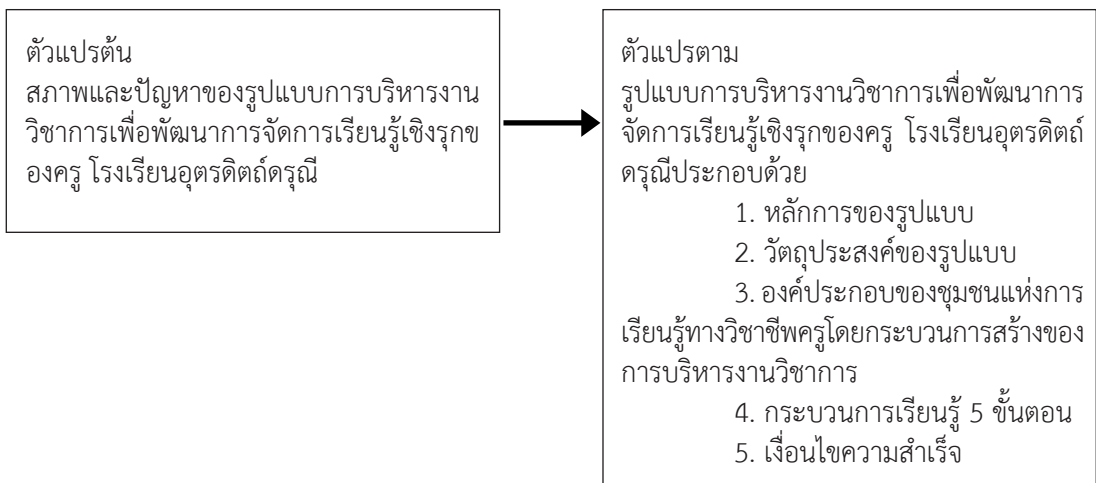 ตัวแปรต้น
สภาพและปัญหาของรูปแบบการบริหารงาน
วิชาการเพื่อพัฒนาการจัดการเรียนรู้เชิงรุกข
องครู โรงเรียนอุตรดิตถ์ดรุณี
ตัวแปรตาม
รูปแบบการบริหารงานวิชาการเพื่อพัฒนาการ
จัดการเรียนรู้เชิงรุกของครู โรงเรียนอุตรดิตถ์
ดรุณีประกอบด้วย
1. หลักการของรูปแบบ
2. วัตถุประสงค์ของรูปแบบ
3. องค์ประกอบของชุมชนแห่งการ
เรียนรู้ทางวิชาชีพครูโดยกระบวนการสร้างของ
การบริหารงานวิชาการ
4. กระบวนการเรียนรู้ 5 ขั้นตอน
5. เงื่อนไขความสำเร็จ